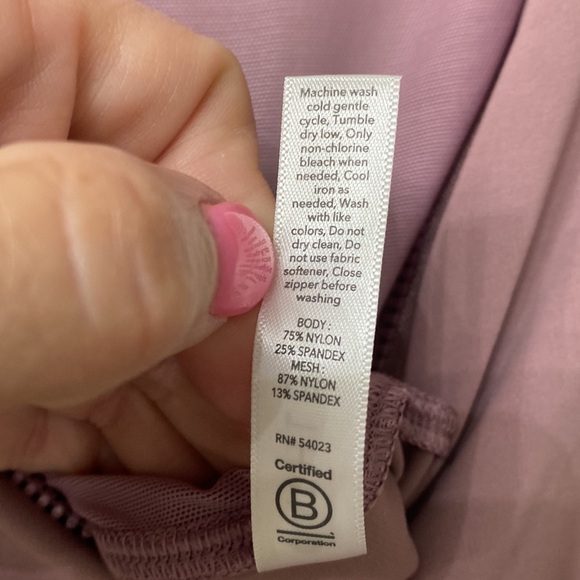 Machine wash
cold gentle
cycle, Tumble
dry low, Only
non-chlorine
bleach when
needed, Cool
iron as
needed, Wash
with like
colors, Do not
dry clean, Do
not use fabric
softener, Close
zipper before
washing
BODY :
75% NYLON
25% SPANDEX
MESH :
87% NYLON
13% SPANDEX
RN# 54023
Certified
B
Corporation